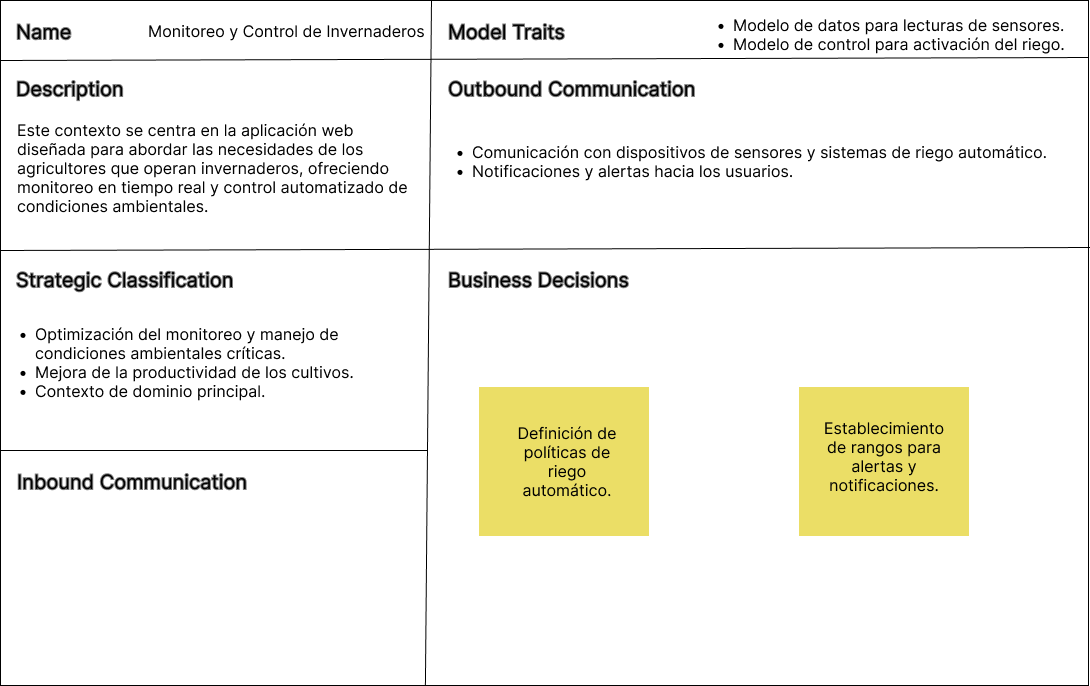 Name
Monitoreo y Control de Invernaderos
Model Traits
• Modelo de datos para lecturas de sensores.
• Modelo de control para activación del riego.
Description
Este contexto se centra en la aplicación web
diseñada para abordar las necesidades de los
agricultores que operan invernaderos, ofreciendo
monitoreo en tiempo real y control automatizado de
condiciones ambientales.
Outbound Communication
• Comunicación con dispositivos de sensores y sistemas de riego automático.
• Notificaciones y alertas hacia los usuarios.
Strategic Classification
• Optimización del monitoreo y manejo de
condiciones ambientales críticas.
• Mejora de la productividad de los cultivos.
• Contexto de dominio principal.
Business Decisions
Definición de
políticas de
riego
automático.
Establecimiento
de rangos para
alertas y
notificaciones.
Inbound Communication